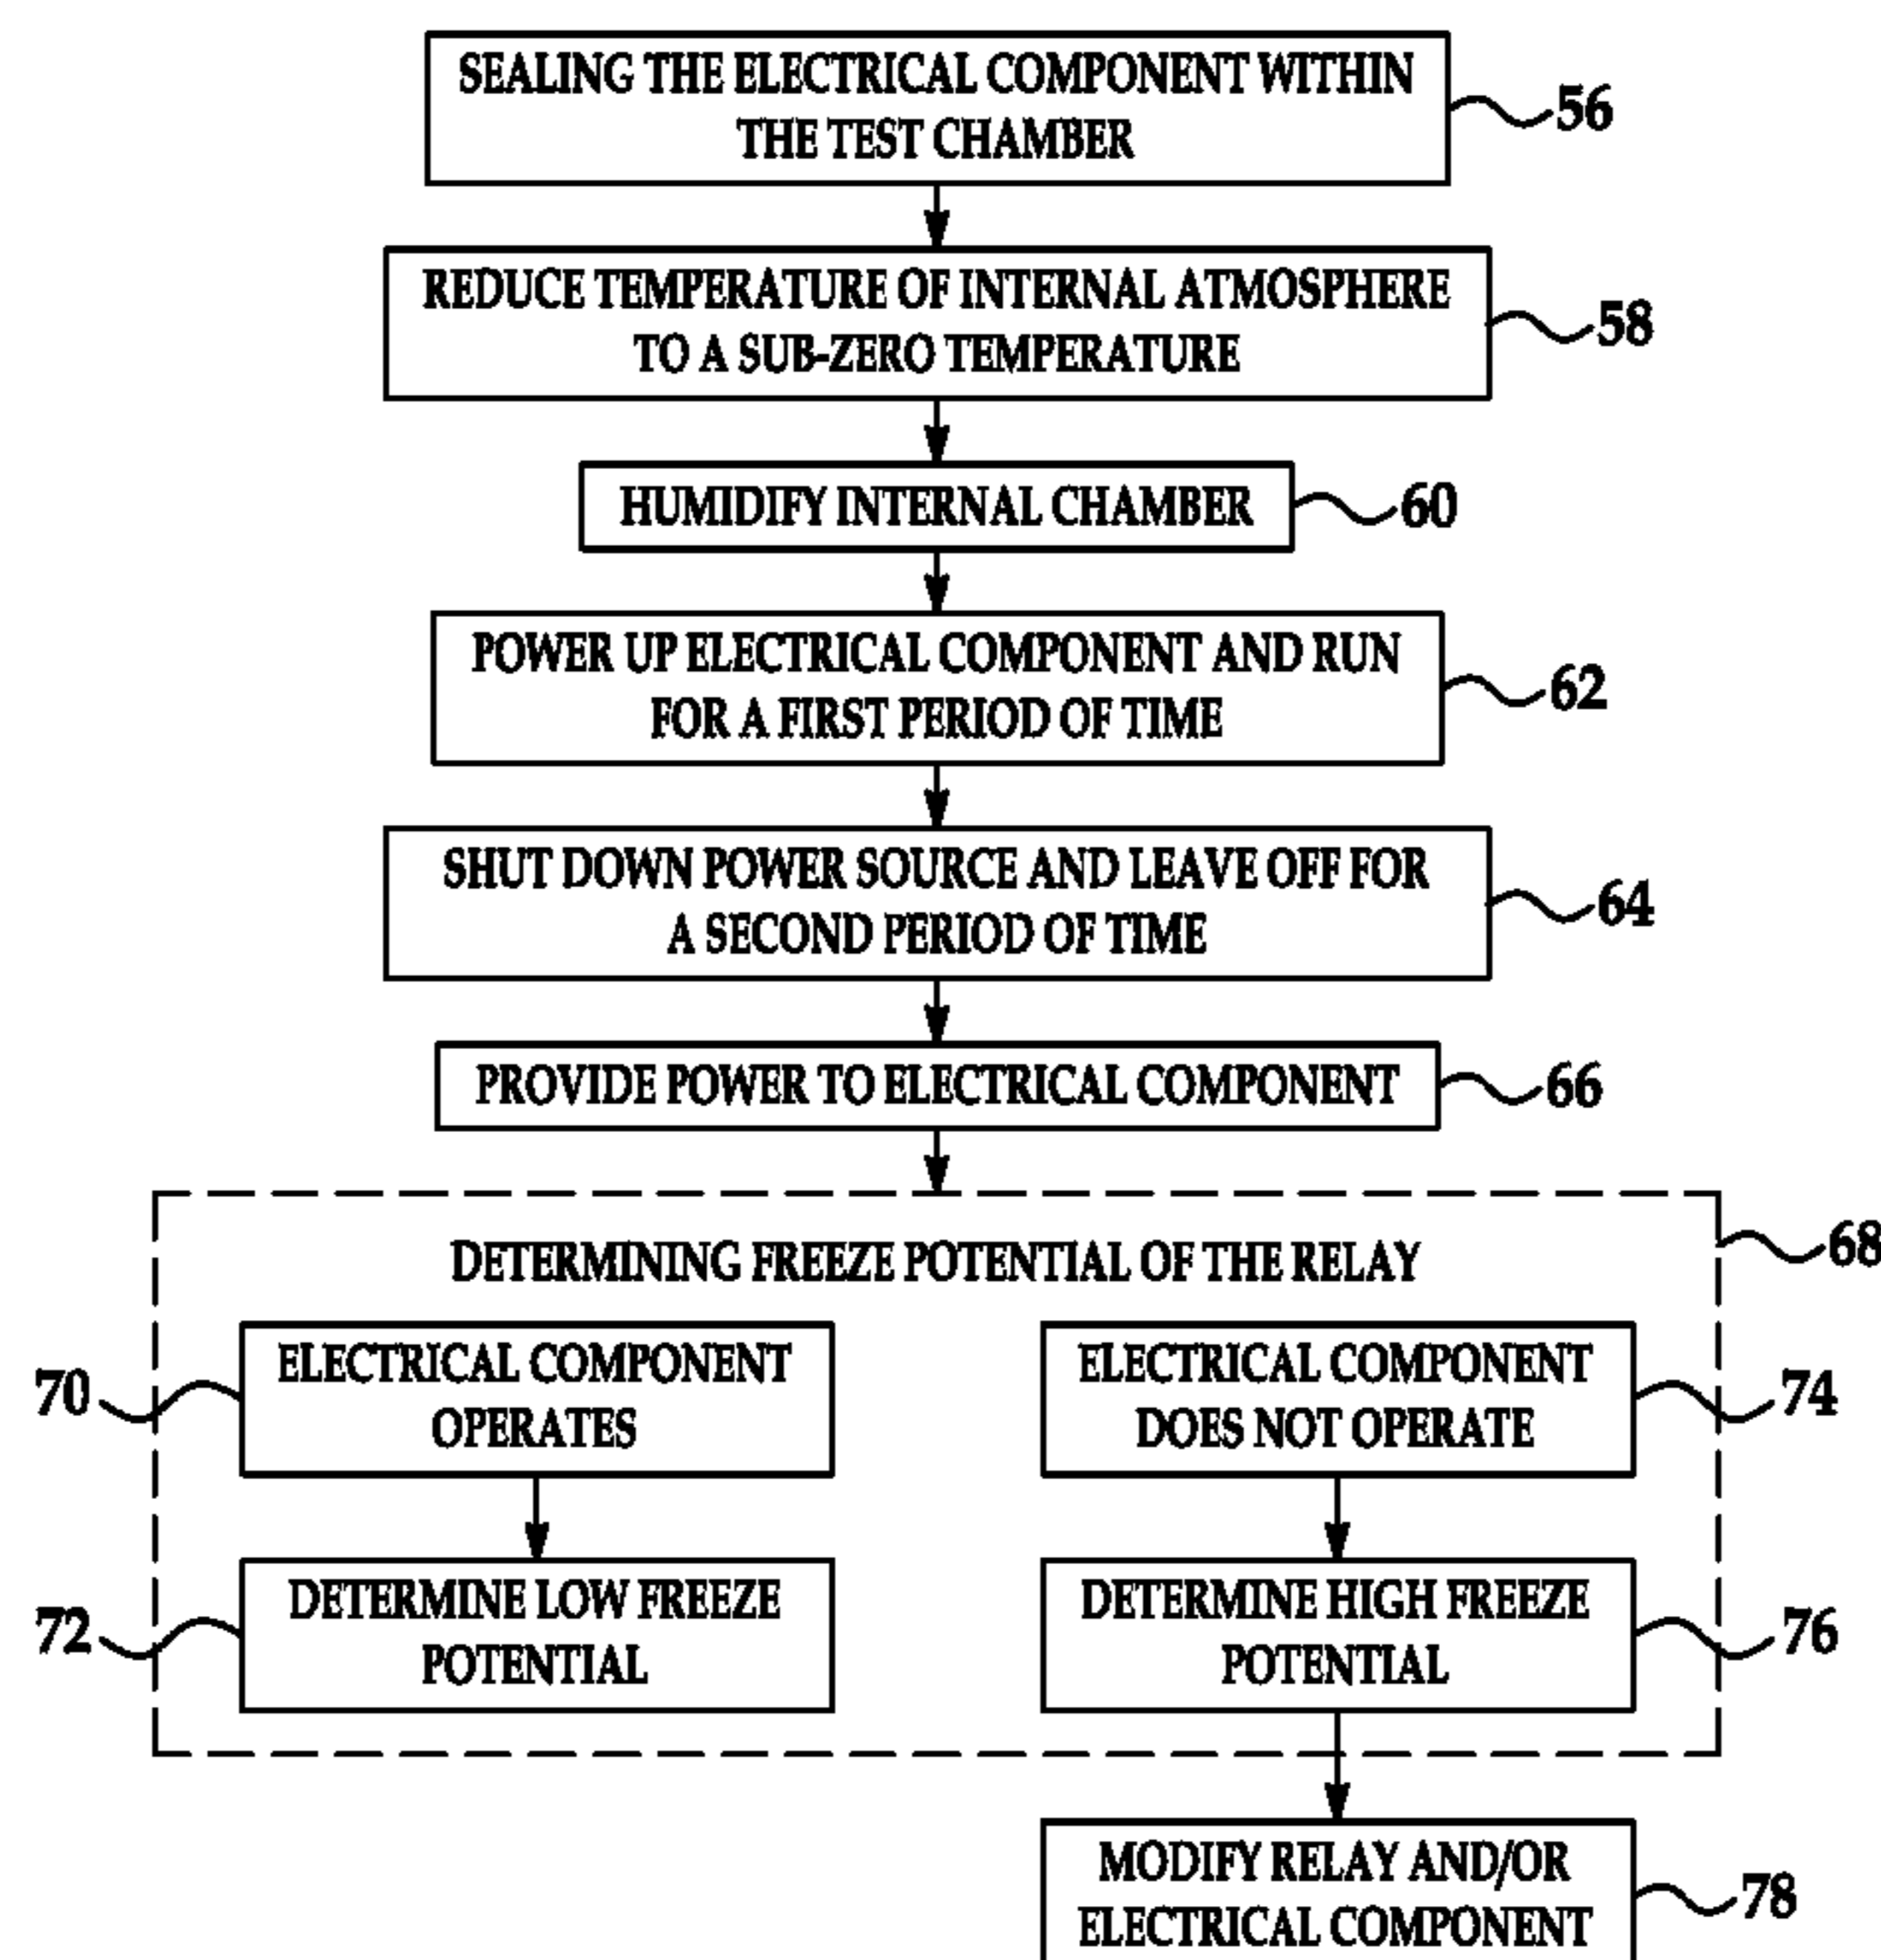 SEALING THE ELECTRICAL COMPONENT WITHIN
THE TEST CHAMBER
56
REDUCE TEMPERATURE OF INTERNAL ATMOSPHERE
TO A SUB-ZERO TEMPERATURE
58
HUMIDIFY INTERNAL CHAMBER
60
POWER UP ELECTRICAL COMPONENT AND RUN
FOR A FIRST PERIOD OF TIME
62
SHUT DOWN POWER SOURCE AND LEAVE OFF FOR
A SECOND PERIOD OF TIME
64
PROVIDE POWER TO ELECTRICAL COMPONENT
66
DETERMINING FREEZE POTENTIAL OF THE RELAY
68
70
ELECTRICAL COMPONENT
OPERATES
ELECTRICAL COMPONENT
DOES NOT OPERATE
74
72
DETERMINE LOW FREEZE
POTENTIAL
DETERMINE HIGH FREEZE
POTENTIAL
76
MODIFY RELAY AND/OR
ELECTRICAL COMPONENT
78